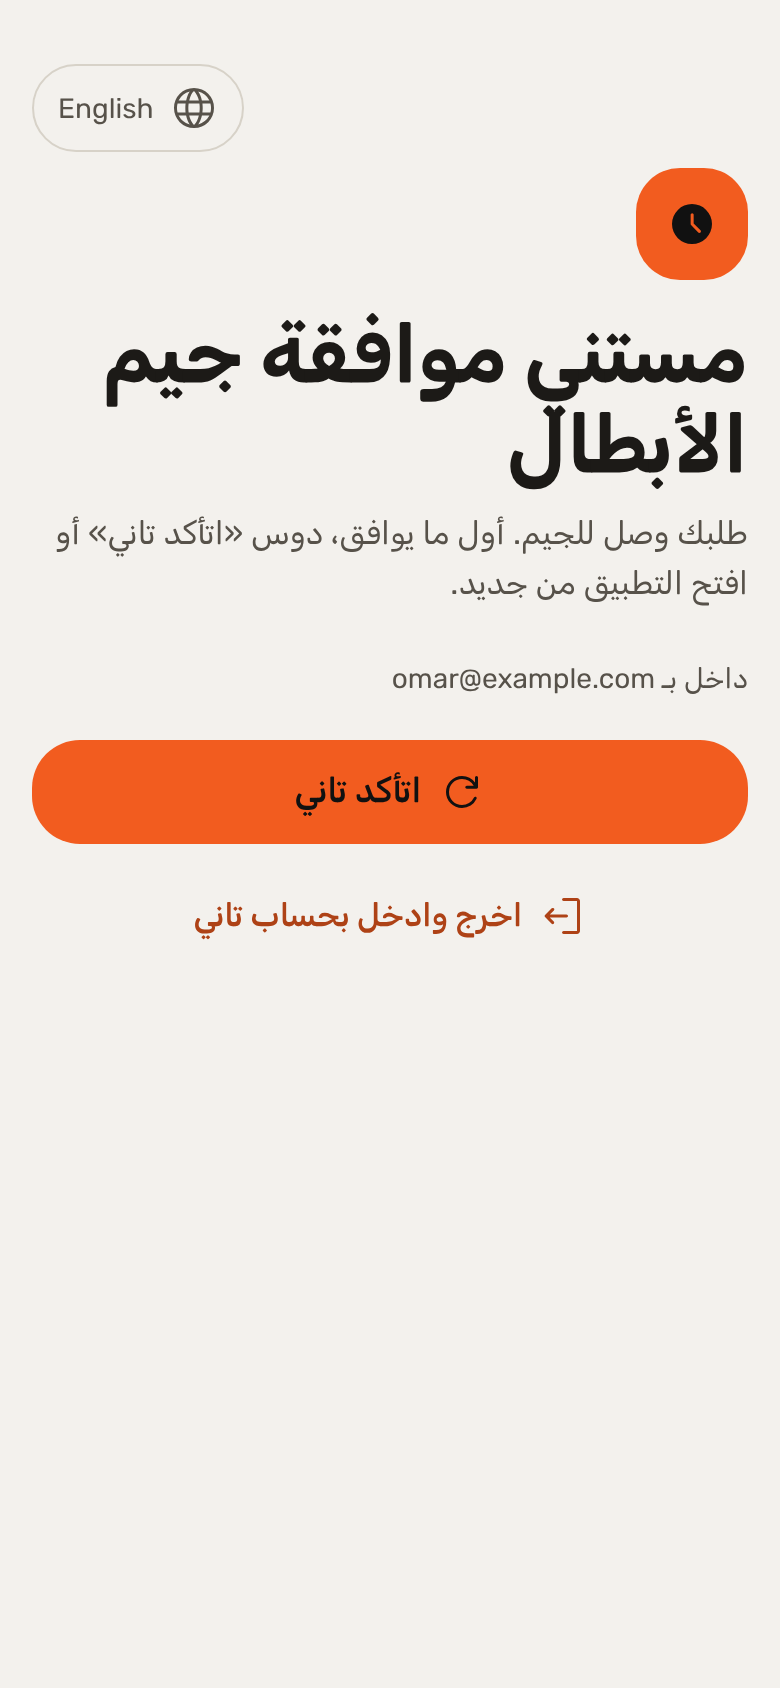 English
مستني موافقة جيم
الأبطال
طلبك وصل للجيم. أول ما يوافق، دوس «اتأكد تاني» أو
افتح التطبيق من جديد.
داخل بـ omar@example.com
اتأكد تاني
اخرج وادخل بحساب تاني